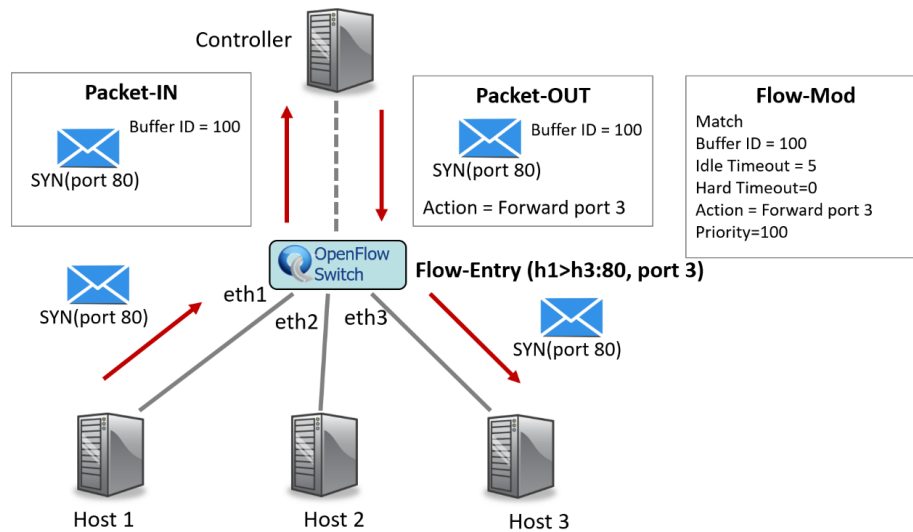 Controller
Packet-IN
Buffer ID = 100
SYN(port 80)
Packet-OUT
Buffer ID = 100
SYN(port 80)
Action = Forward port 3
Flow-Mod
Match
Buffer ID = 100
Idle Timeout = 5
Hard Timeout=0
Action = Forward port 3
Priority=100
OpenFlow
Switch
Flow-Entry (h1>h3:80, port 3)
SYN(port 80)
eth1
eth2
eth3
SYN(port 80)
Host 1
Host 2
Host 3